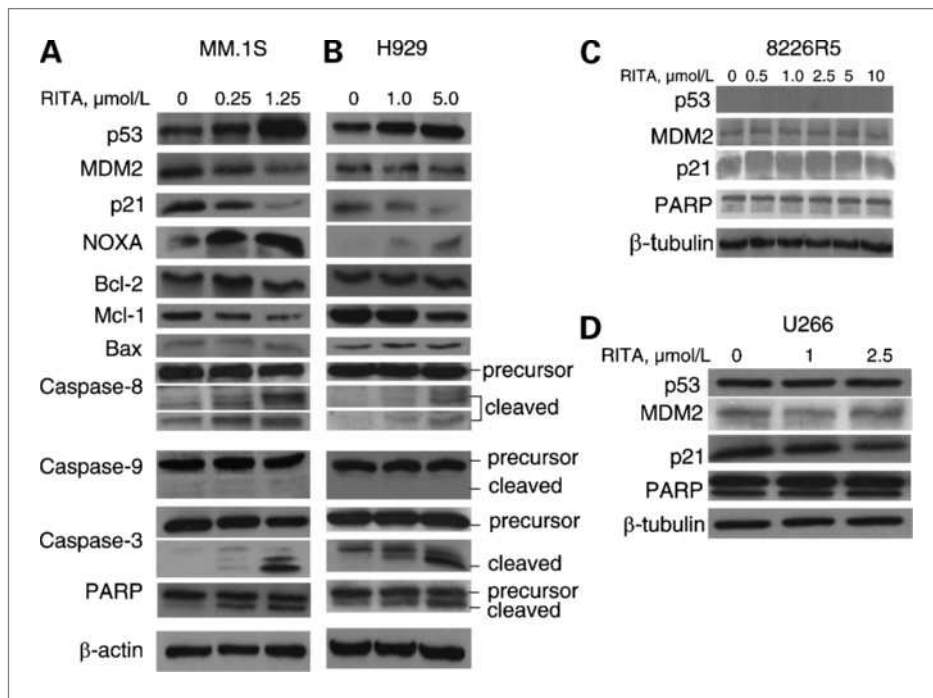 A MM.1S
RITA, µmol/L 0 0.25 1.25
p53
MDM2
p21
NOXA
Bcl-2
Mcl-1
Bax
Caspase-8
Caspase-9
Caspase-3
PARP
β-actin
B H929
0 1.0 5.0
precursor
cleaved
precursor
cleaved
precursor
cleaved
precursor
cleaved
C 8226R5
RITA, µmol/L 0 0.5 1.0 2.5 5 10
p53
MDM2
p21
PARP
β-tubulin
D U266
RITA, µmol/L 0 1 2.5
p53
MDM2
p21
PARP
β-tubulin